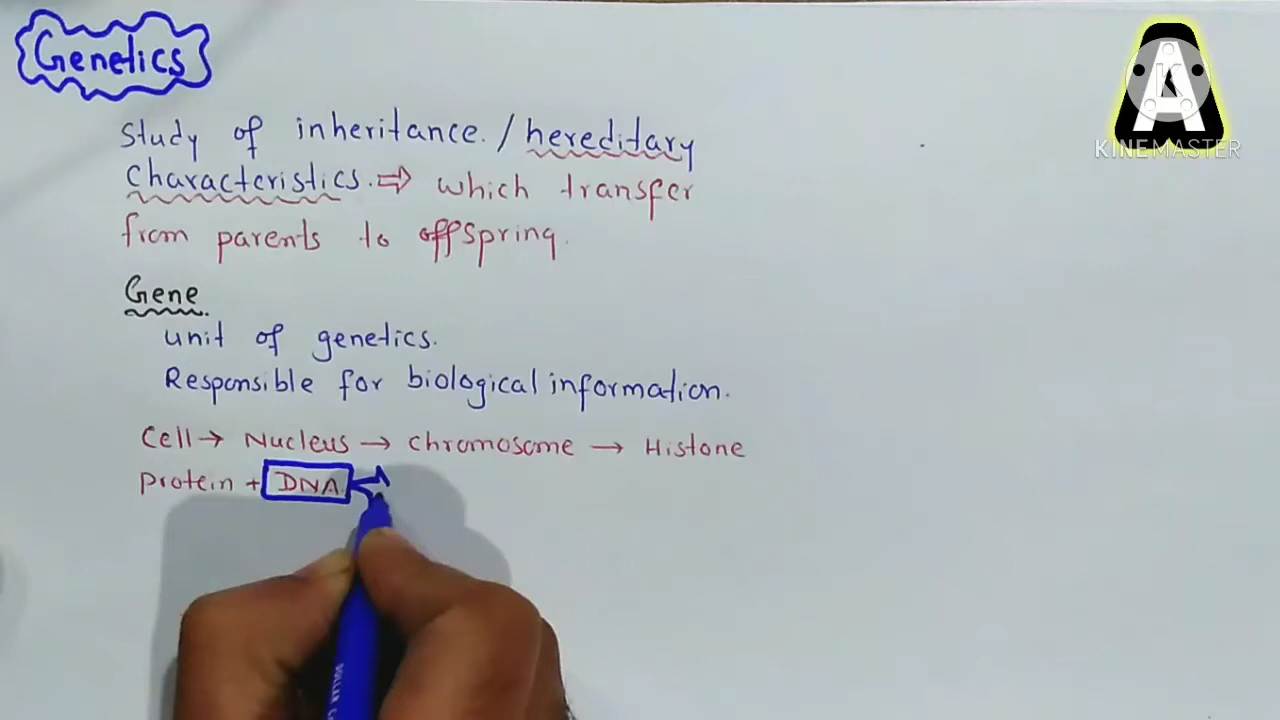 Genetics
Study of inheritance./hereditary
characteristics. ⇒ which transfer
from parents to offspring.
Gene
unit of genetics.
Responsible for biological information.
Cell → Nucleus → chromosome → Histone
protein + DNA
A
K
KINEMASTER